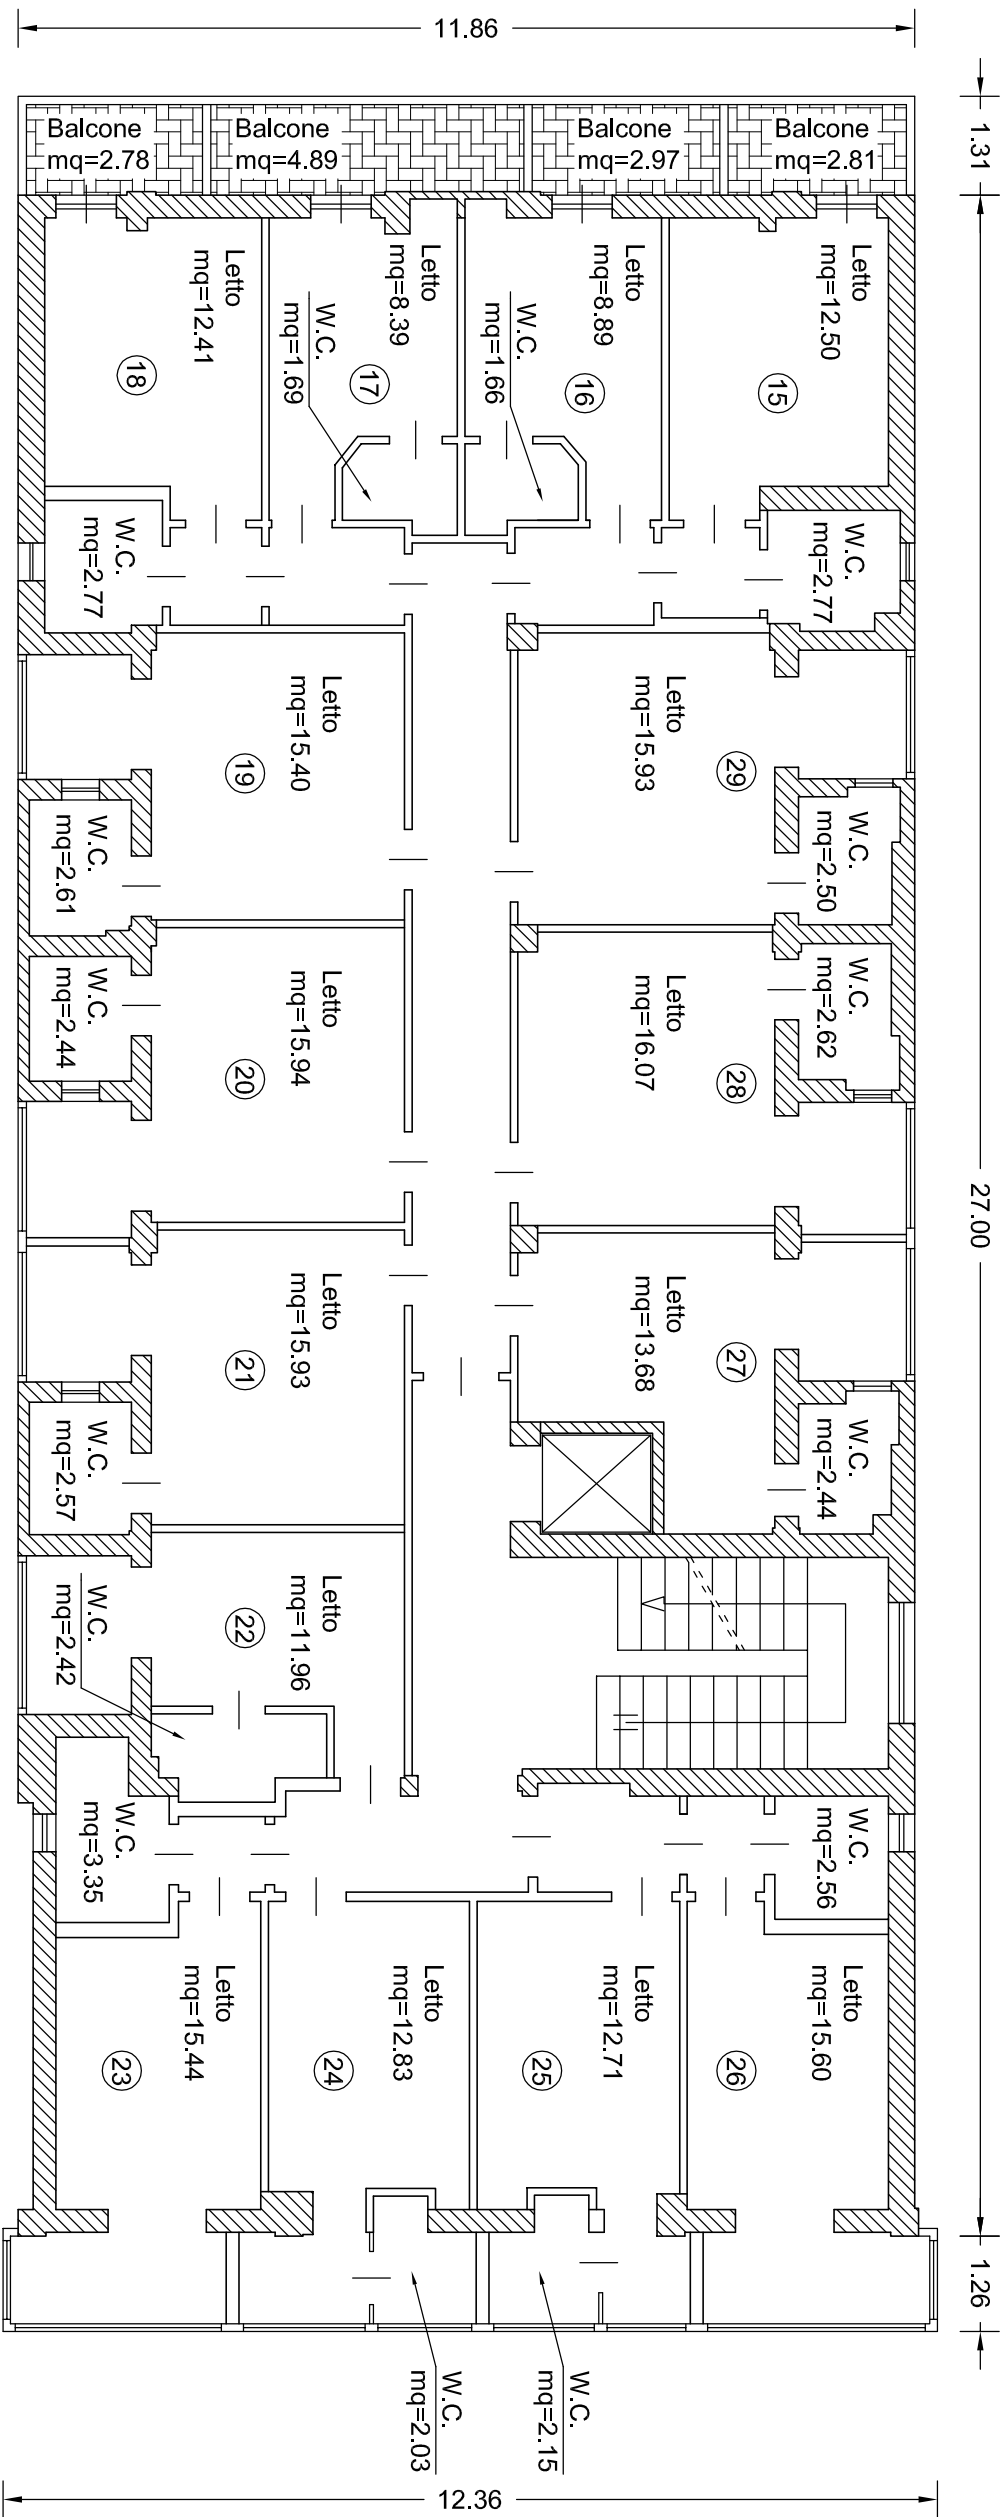 11.86
1.31
Balcone
mq=2.78
Balcone
mq=4.89
Balcone
mq=2.97
Balcone
mq=2.81
Letto
mq=12.41
18
Letto
mq=8.39
17
W.C.
mq=1.69
Letto
mq=8.89
16
W.C.
mq=1.66
Letto
mq=12.50
15
W.C.
mq=2.77
W.C.
mq=2.77
Letto
mq=15.40
19
Letto
mq=15.93
29
W.C.
mq=2.61
W.C.
mq=2.50
W.C.
mq=2.44
Letto
mq=15.94
20
Letto
mq=16.07
28
W.C.
mq=2.62
27.00
Letto
mq=15.93
21
Letto
mq=13.68
27
W.C.
mq=2.57
W.C.
mq=2.44
W.C.
mq=2.42
Letto
mq=11.96
22
W.C.
mq=3.35
W.C.
mq=2.56
Letto
mq=15.44
23
Letto
mq=12.83
24
Letto
mq=12.71
25
Letto
mq=15.60
26
1.26
W.C.
mq=2.03
W.C.
mq=2.15
12.36